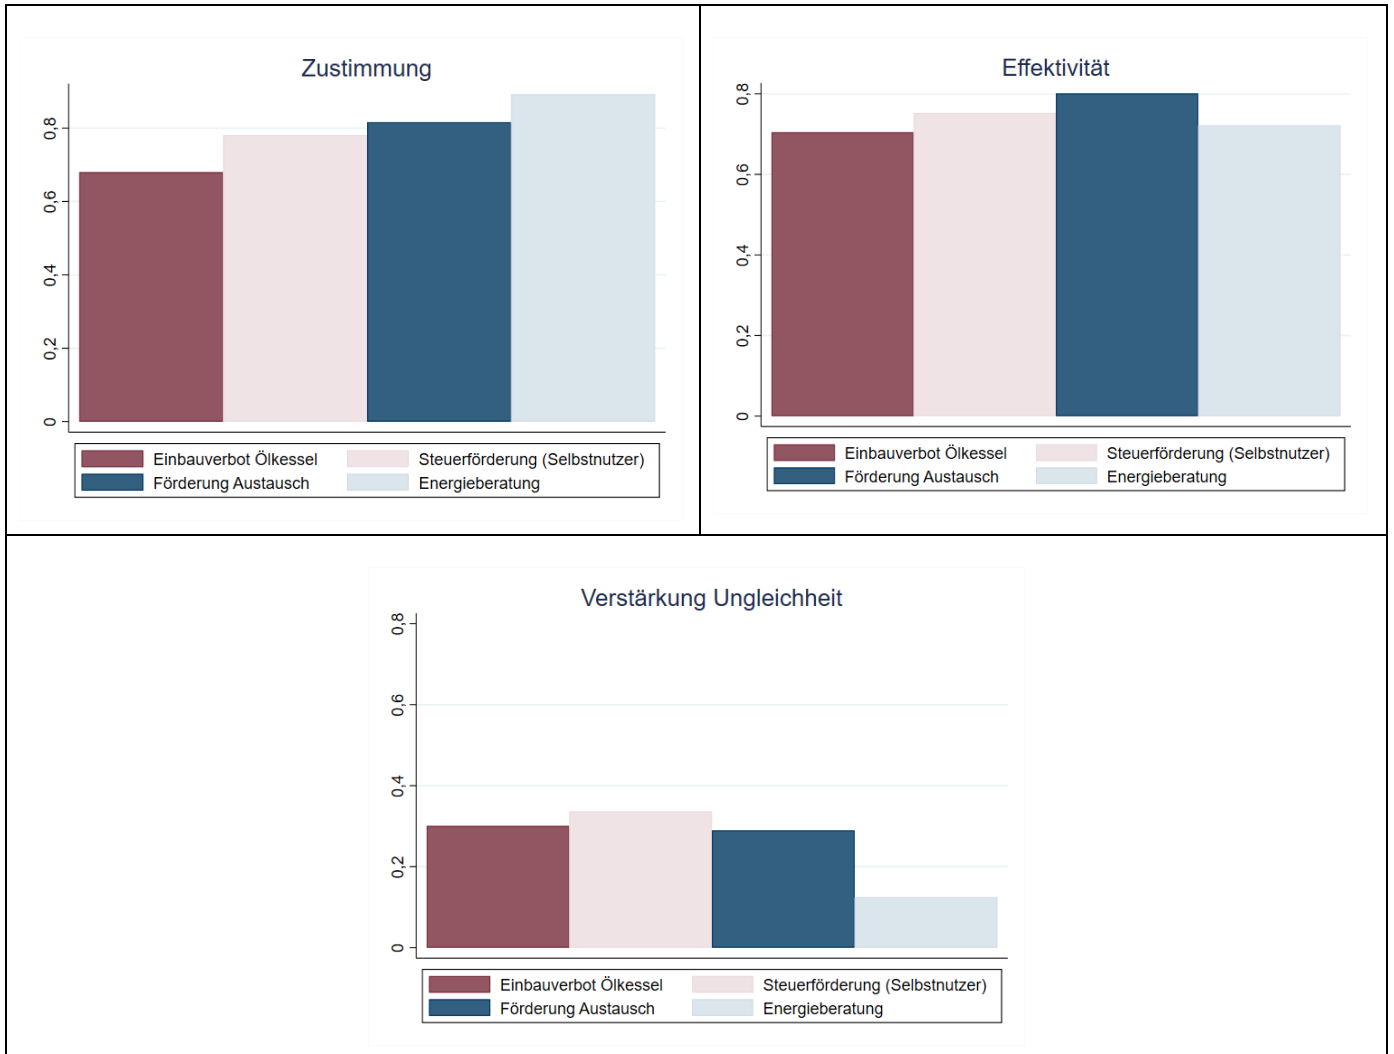 Zustimmung
0,8
0,6
0,4
0,2
0
Einbauverbot Ölkessel Steuerförderung (Selbstnutzer)
Förderung Austausch Energieberatung
Effektivität
0,8
0,6
0,4
0,2
0
Einbauverbot Ölkessel Steuerförderung (Selbstnutzer)
Förderung Austausch Energieberatung
Verstärkung Ungleichheit
0,8
0,6
0,4
0,2
0
Einbauverbot Ölkessel Steuerförderung (Selbstnutzer)
Förderung Austausch Energieberatung